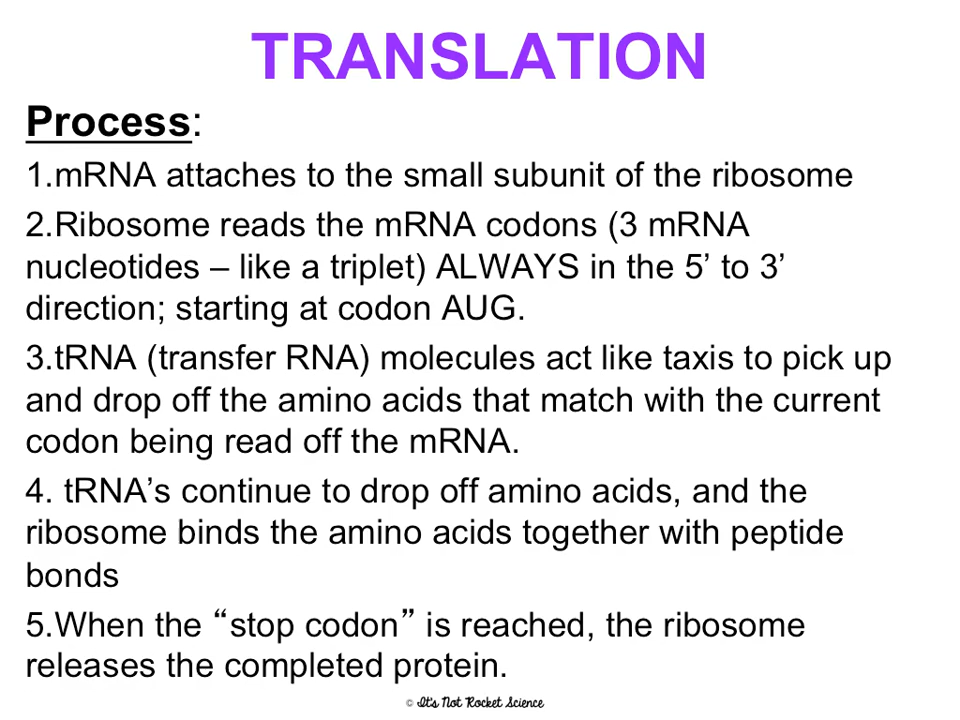 TRANSLATION
Process:
1.mRNA attaches to the small subunit of the ribosome
2.Ribosome reads the mRNA codons (3 mRNA
nucleotides – like a triplet) ALWAYS in the 5’ to 3’
direction; starting at codon AUG.
3.tRNA (transfer RNA) molecules act like taxis to pick up
and drop off the amino acids that match with the current
codon being read off the mRNA.
4. tRNA’s continue to drop off amino acids, and the
ribosome binds the amino acids together with peptide
bonds
5.When the “stop codon” is reached, the ribosome
releases the completed protein.
© It's Not Rocket Science